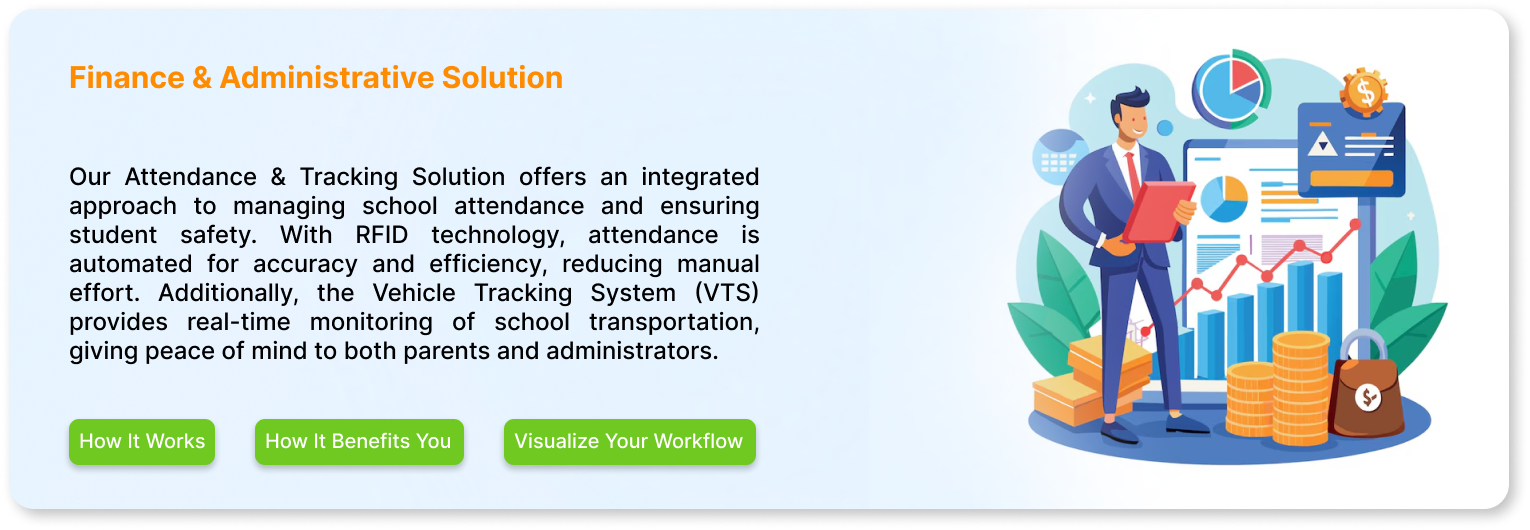 Finance & Administrative Solution
Our Attendance & Tracking Solution offers an integrated
approach to managing school attendance and ensuring
student safety. With RFID technology, attendance is
automated for accuracy and efficiency, reducing manual
effort. Additionally, the Vehicle Tracking System (VTS)
provides real-time monitoring of school transportation,
giving peace of mind to both parents and administrators.
How It Works
How It Benefits You
Visualize Your Workflow
$
$